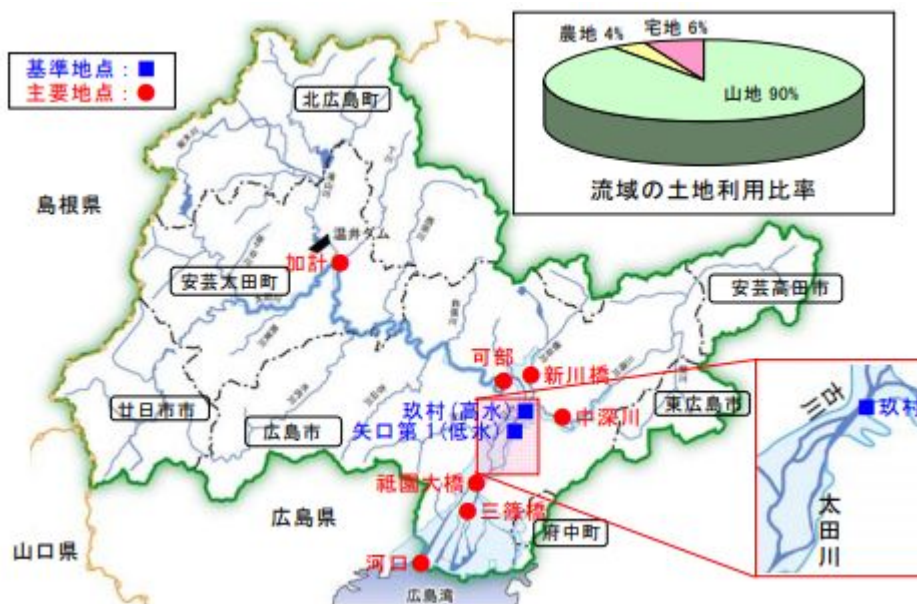 農地 4%
宅地 6%
山地 90%
流域の土地利用比率
基準地点：■
主要地点：●
北広島町
島根県
温井ダム
加計
安芸太田町
安芸高田市
可部
新川橋
玖村(高水)
中深川
東広島市
矢口第1(低水)
廿日市市
広島市
古川
玖村
太田川
祗園大橋
三篠橋
広島県
府中町
山口県
河口
広島湾